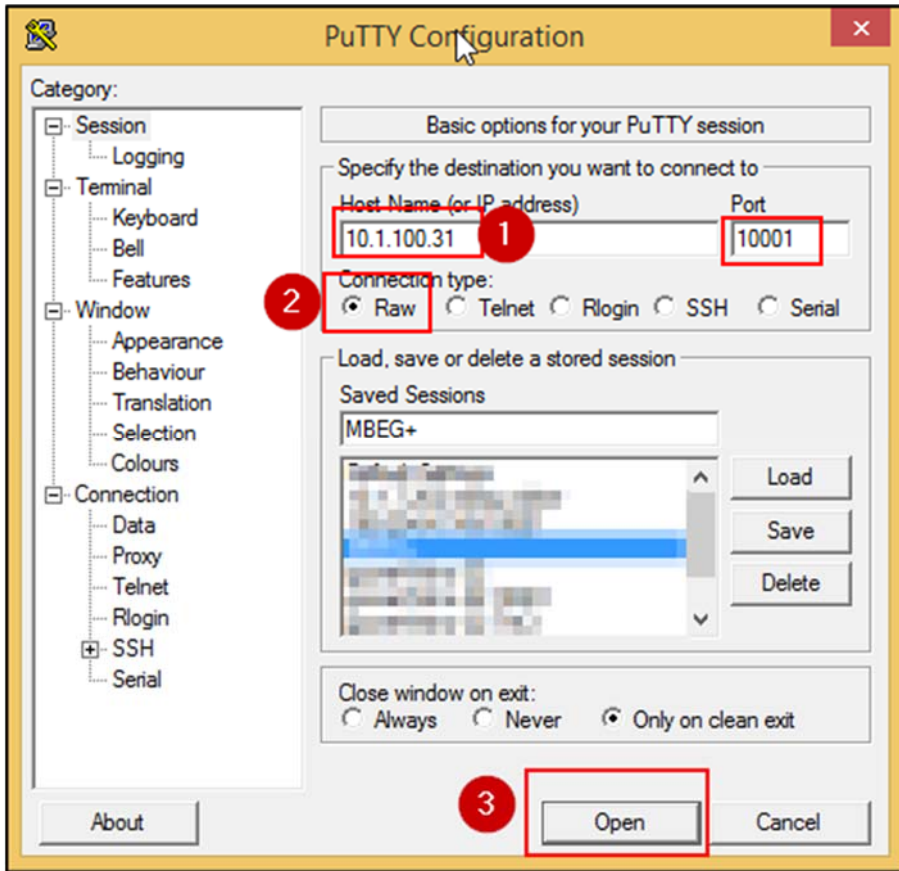 PuTTY Configuration
Category:
Session
Logging
Terminal
Keyboard
Bell
Features
Window
Appearance
Behaviour
Translation
Selection
Colours
Connection
Data
Proxy
Telnet
Rlogin
SSH
Serial
About
Basic options for your PuTTY session
Specify the destination you want to connect to
Host Name (or IP address) Port
10.1.100.31 1 10001
Connection type:
2 Raw Telnet Rlogin SSH Serial
Load, save or delete a stored session
Saved Sessions
MBEG+
Load
Save
Delete
Close window on exit:
Always Never Only on clean exit
3 Open Cancel